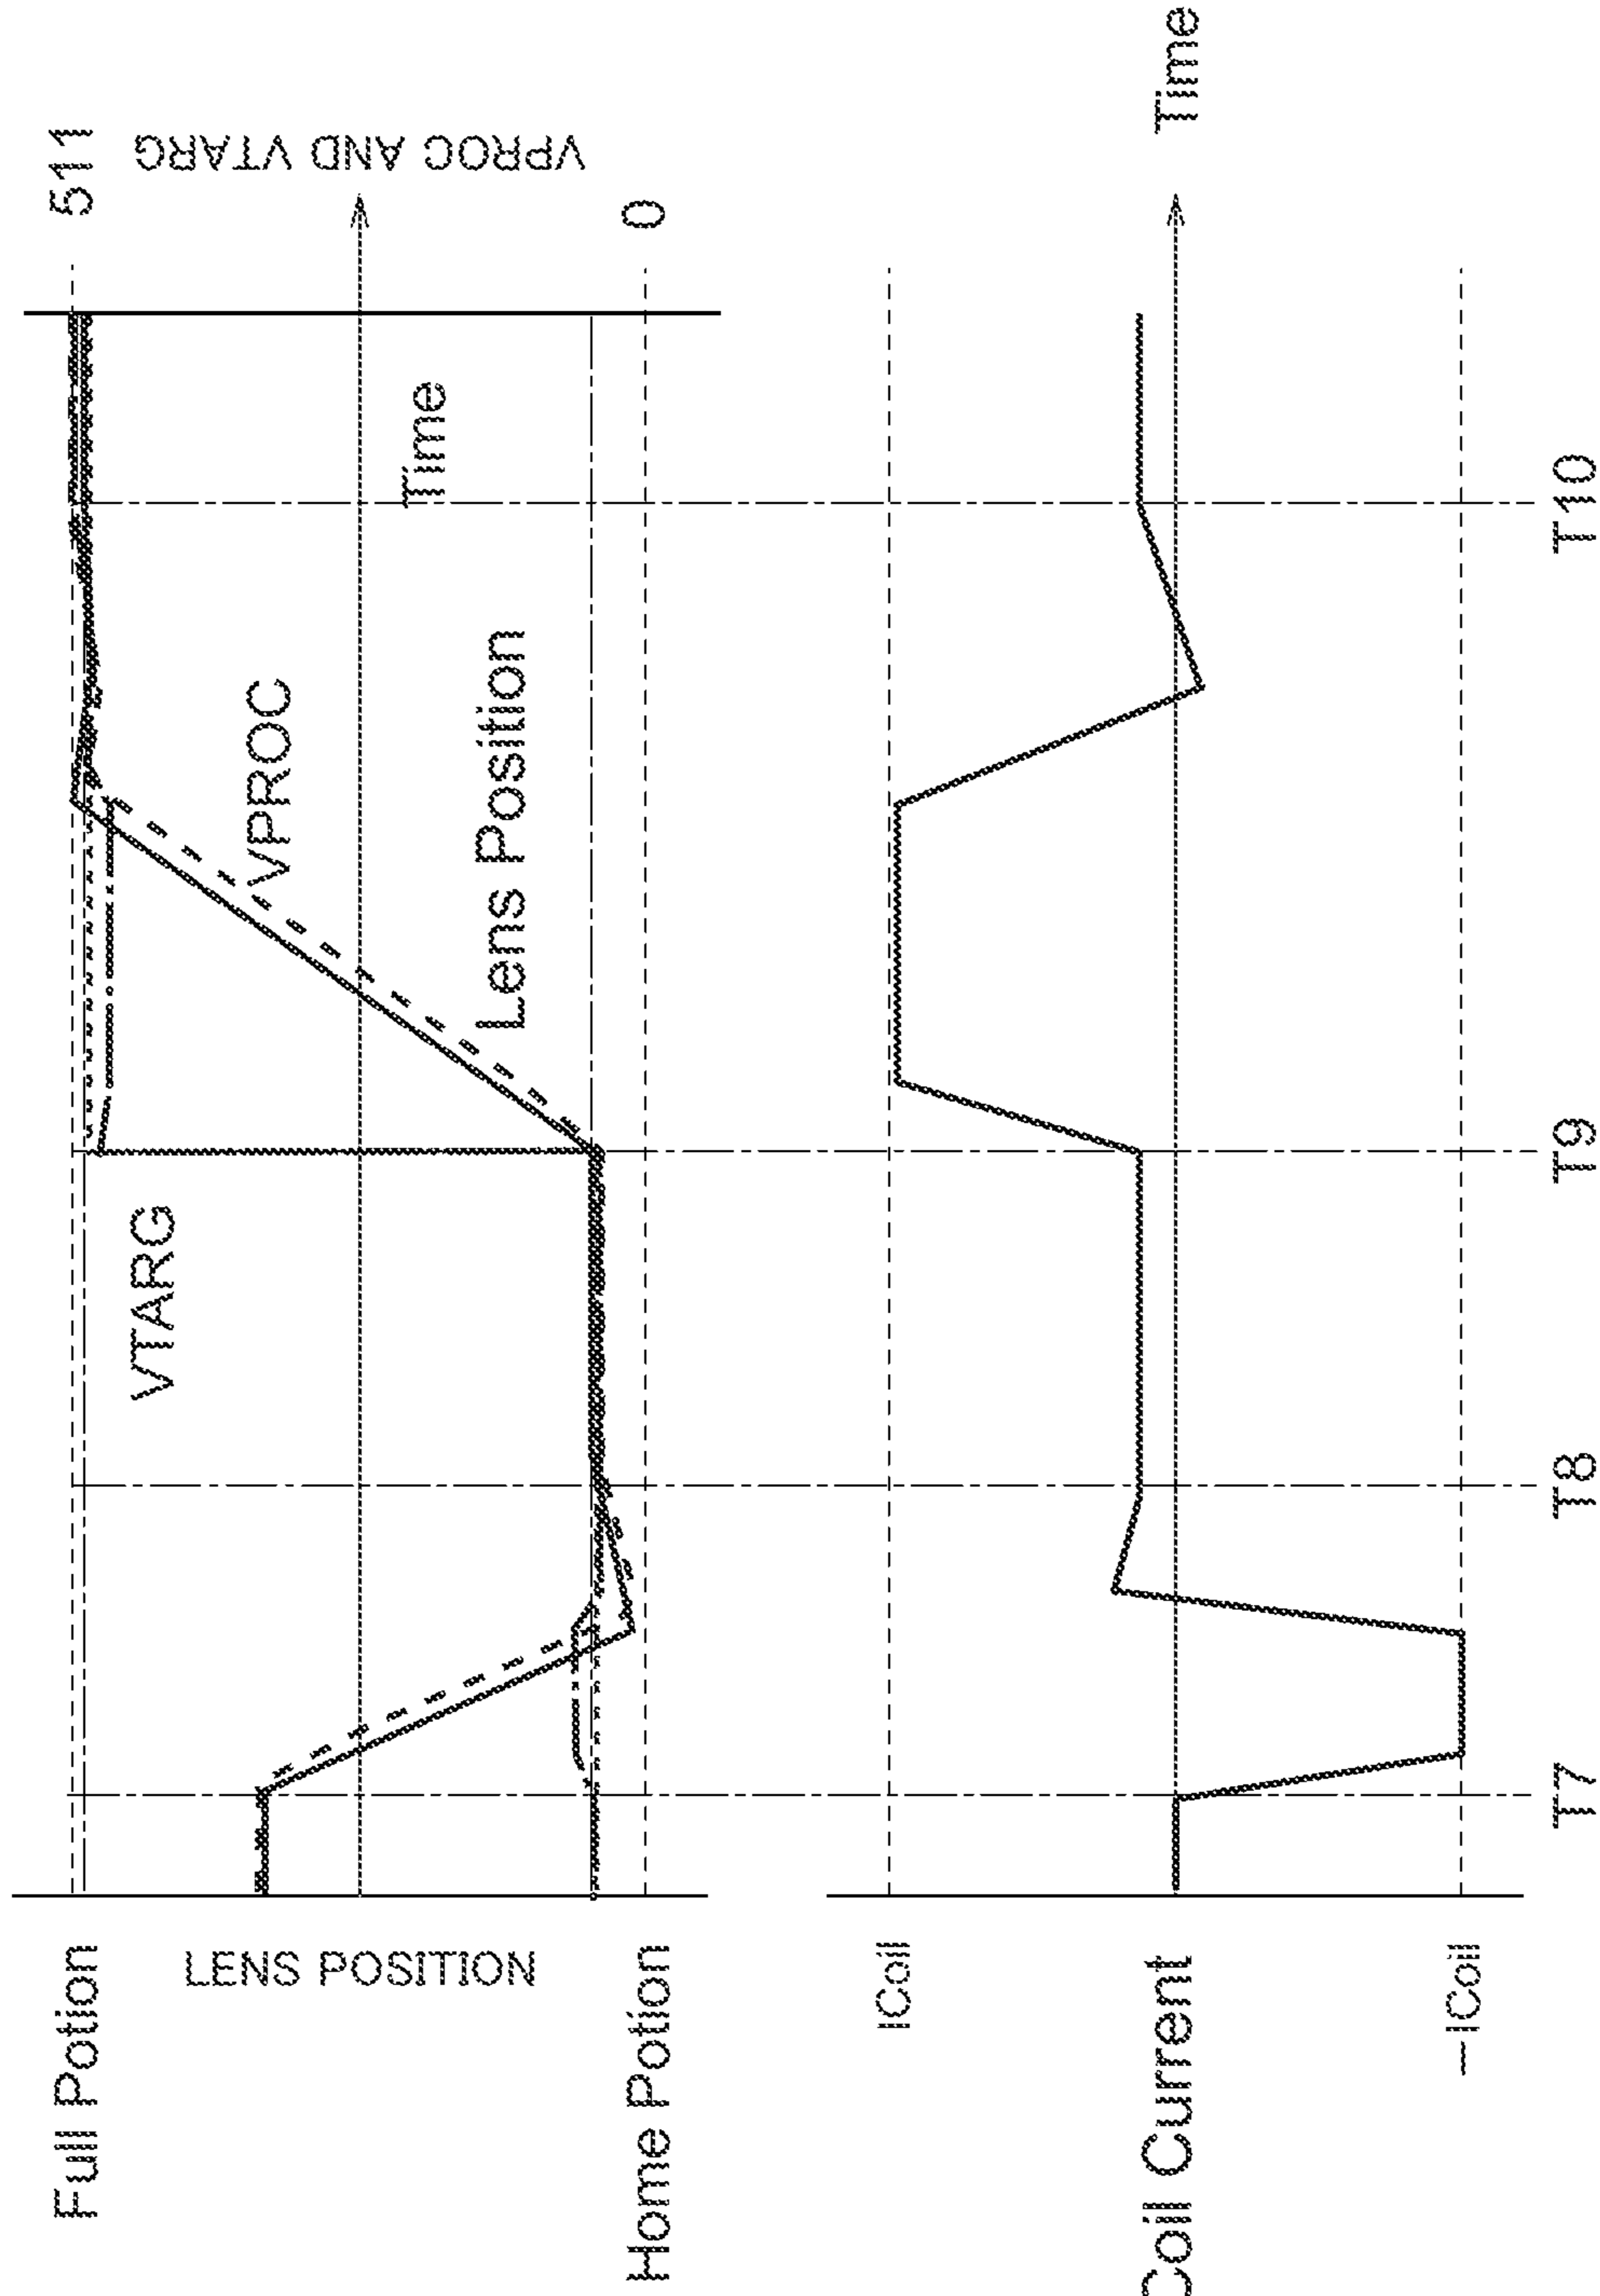 Full Potion
LENS POSITION
Home Potion
511
VPROC AND VTARG
0
VTARG
VPROC
Lens Position
Time
ICoil
Coil Current
—ICoil
Time
T7
T8
T9
T10